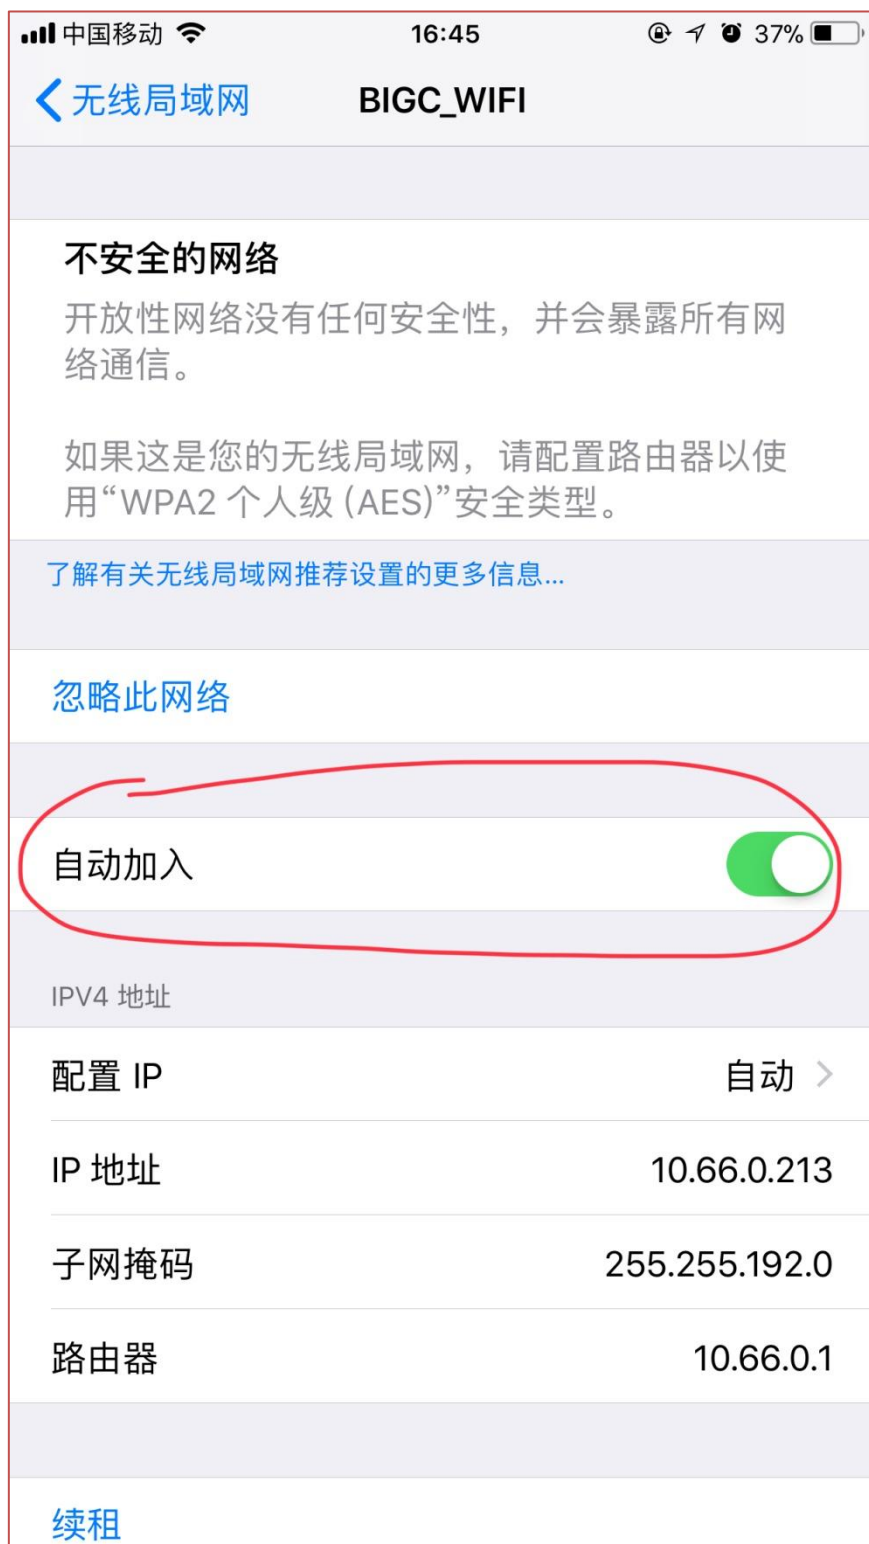 中国移动 16:45 37%
无线局域网 BIGC_WIFI
不安全的网络
开放性网络没有任何安全性，并会暴露所有网
络通信。
如果这是您的无线局域网，请配置路由器以使
用“WPA2 个人级 (AES)”安全类型。
了解有关无线局域网推荐设置的更多信息...
忽略此网络
自动加入
IPV4 地址
配置 IP 自动
IP 地址 10.66.0.213
子网掩码 255.255.192.0
路由器 10.66.0.1
续租